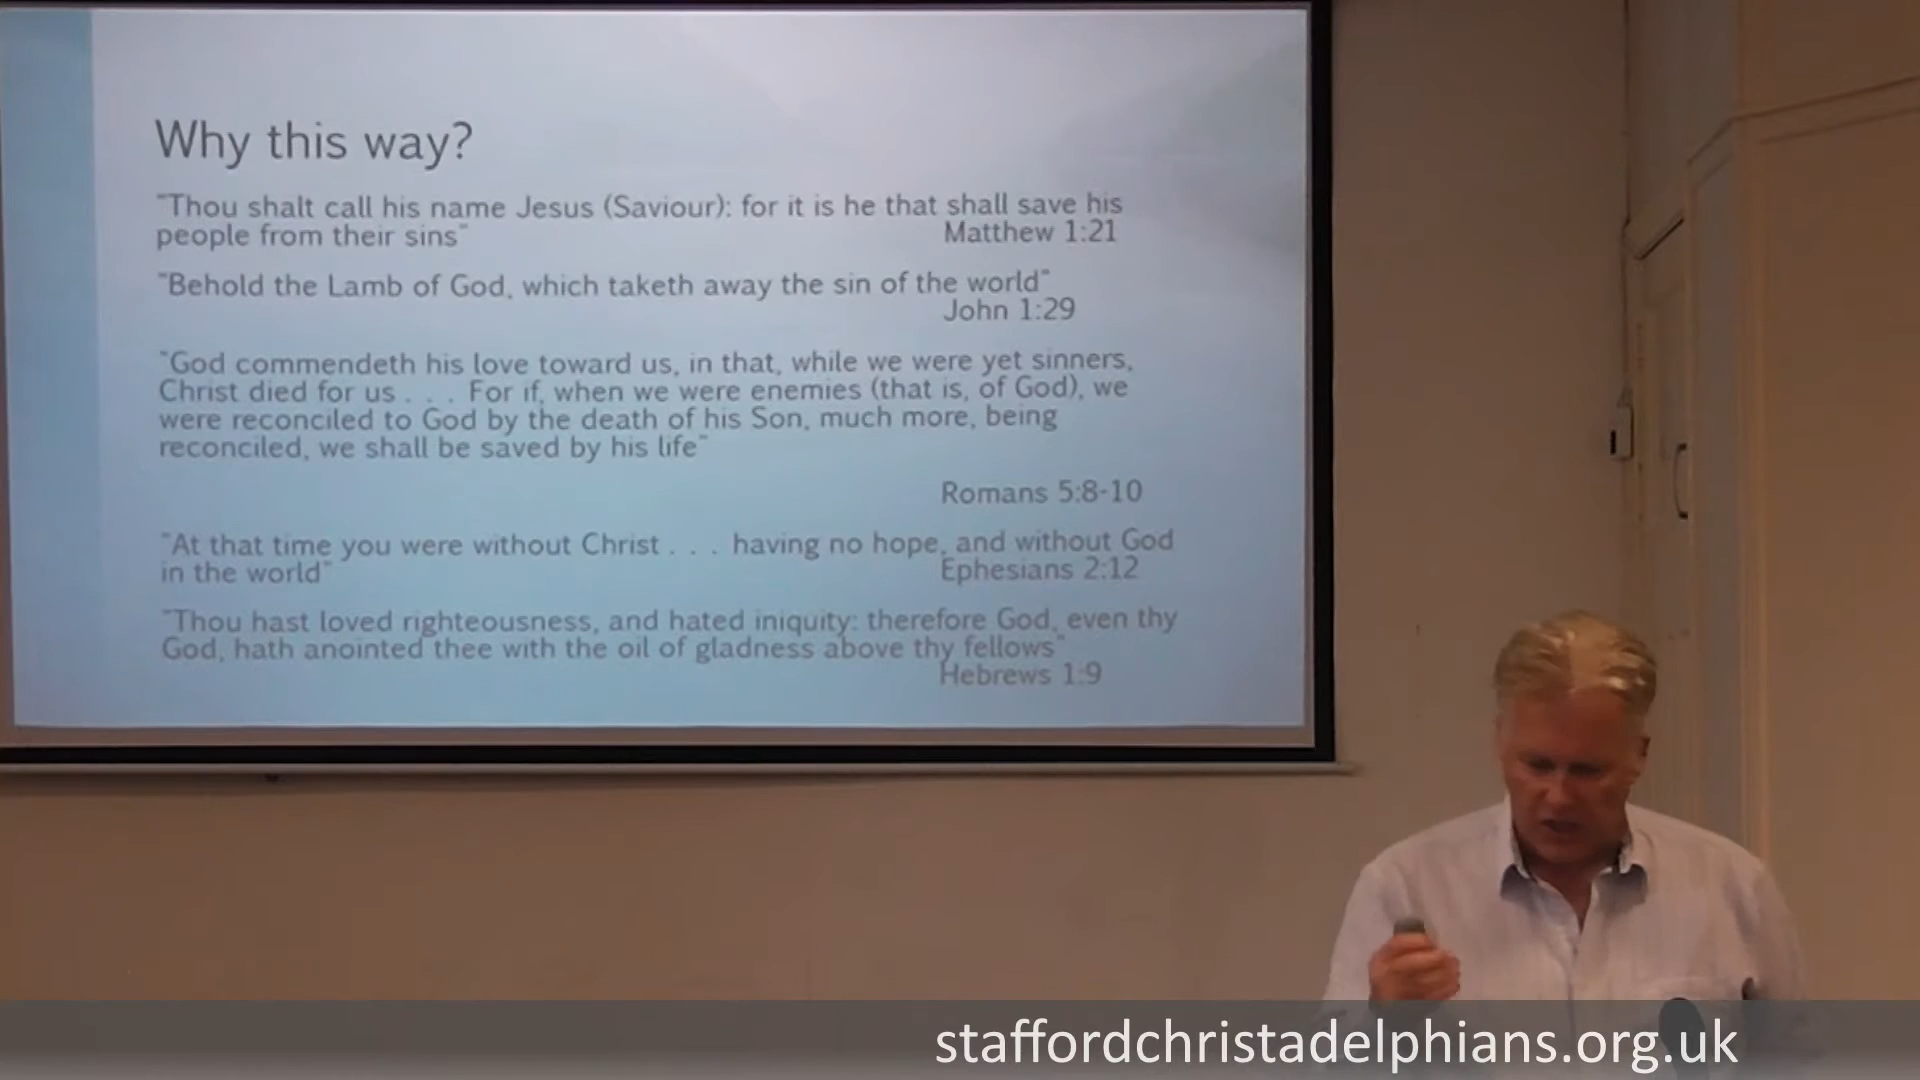 Why this way?
"Thou shalt call his name Jesus (Saviour): for it is he that shall save his
people from their sins" Matthew 1:21
"Behold the Lamb of God, which taketh away the sin of the world"
John 1:29
"God commendeth his love toward us, in that, while we were yet sinners,
Christ died for us . . . For if, when we were enemies (that is, of God), we
were reconciled to God by the death of his Son, much more, being
reconciled, we shall be saved by his life"
Romans 5:8-10
"At that time you were without Christ . . . having no hope, and without God
in the world" Ephesians 2:12
"Thou hast loved righteousness, and hated iniquity: therefore God, even thy
God, hath anointed thee with the oil of gladness above thy fellows"
Hebrews 1:9
staffordchristadelphians.org.uk